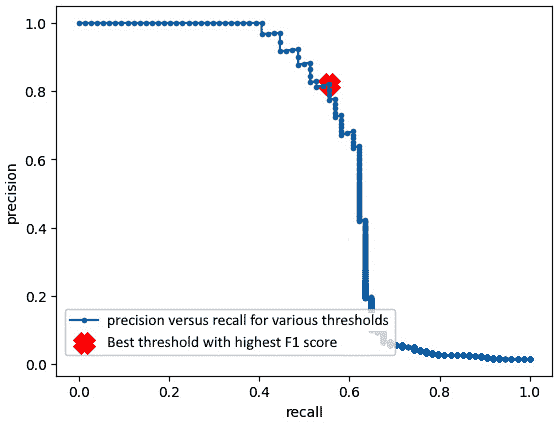 1.0
0.8
0.6
0.4
0.2
0.0
precision
precision versus recall for various thresholds
Best threshold with highest F1 score
0.0 0.2 0.4 0.6 0.8 1.0
recall